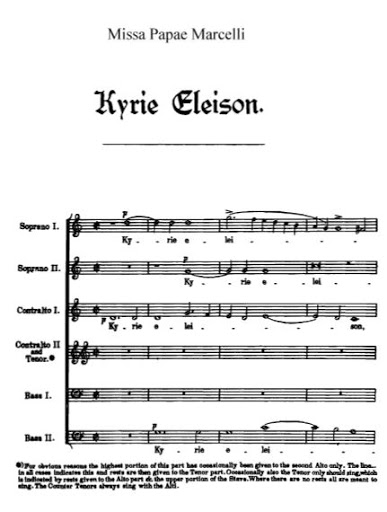 Missa Papae Marcelli
Kyrie Eleison.
Soprano I.
Ky - rie e - lei - -
Soprano II.
Ky - rie e - lei -
Contralto I.
Ky - rie e - lei - - - - son,
Contralto II
and
Tenor.*)
Bass I.
Bass II.
Ky - rie e - lei -
*)For obvious reasons the highest portion of this part has occasionally been given to the second Alto only. The line...
in all cases indicates this and rests are then given to the Tenor part. Occasionally also the Tenor only should sing, which
is indicated by rests given to the Alto part &. the upper portion of the Stave. Where there are no rests all are meant to
sing. The Counter Tenors always sing with the Alti.